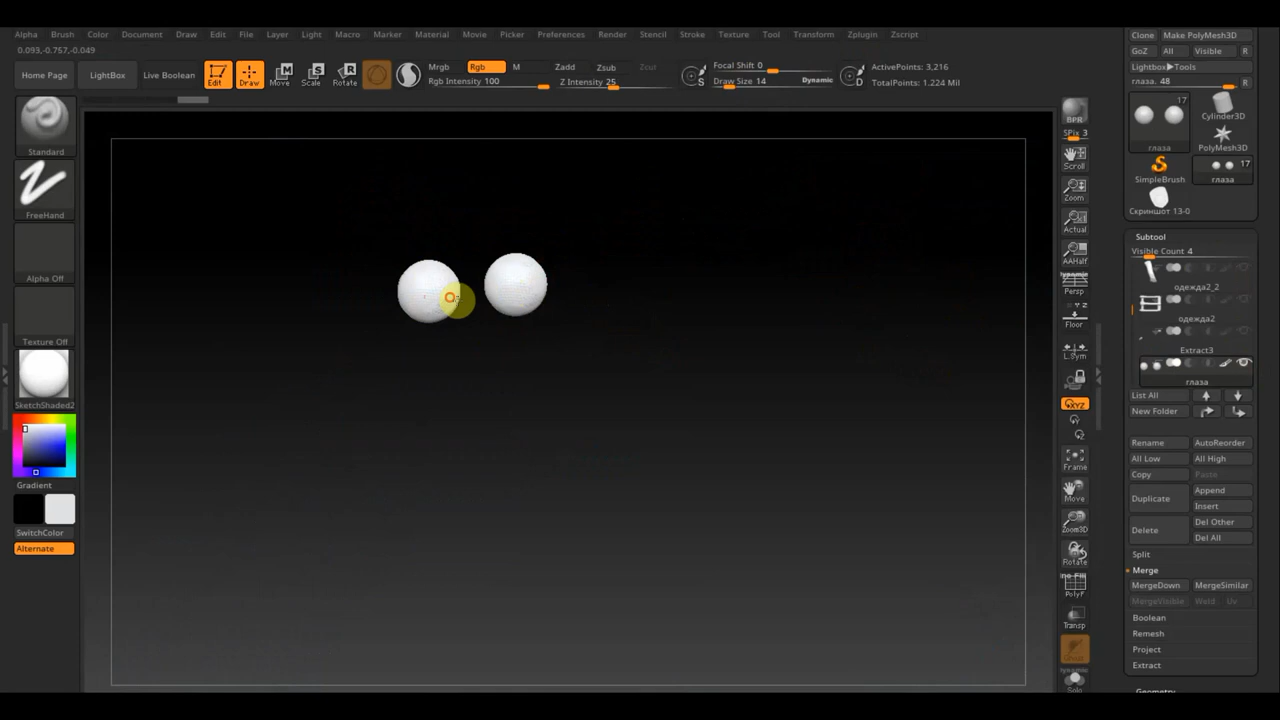 Alpha Brush Color Document Draw Edit File Layer Light Macro Marker Material Movie Picker Preferences Render Stencil Stroke Texture Tool Transform Zplugin Zscript
0.093,-0.757,-0.049
Home Page LightBox Live Boolean Edit Draw Move Scale Rotate
Mrgb Rgb M Zadd Zsub Zcut
Rgb Intensity 100 Z Intensity 25
Focal Shift 0
Draw Size 14 Dynamic
ActivePoints: 3,216
TotalPoints: 1.224 Mil
S
D
Standard
FreeHand
Alpha Off
Texture Off
SketchShaded2
Gradient
SwitchColor
Alternate
BPR
SPix 3
Scroll
Zoom
Actual
AAHalf
Persp
Floor
L.Sym
XYZ
Frame
Move
Zoom3D
Rotate
PolyF
Transp
Solo
Clone Make PolyMesh3D
GoZ All Visible R
Lightbox▶Tools
глаза. 48 R
17
глаза
Cylinder3D
PolyMesh3D
SimpleBrush
17
глаза
Скриншот 13-0
Subtool
Visible Count 4
одежда2_2
одежда2
Extract3
глаза
List All
New Folder
Rename AutoReorder
All Low All High
Copy Paste
Duplicate Append
Insert
Delete Del Other
Del All
Split
Merge
MergeDown MergeSimilar
MergeVisible Weld Uv
Boolean
Remesh
Project
Extract
Geometry